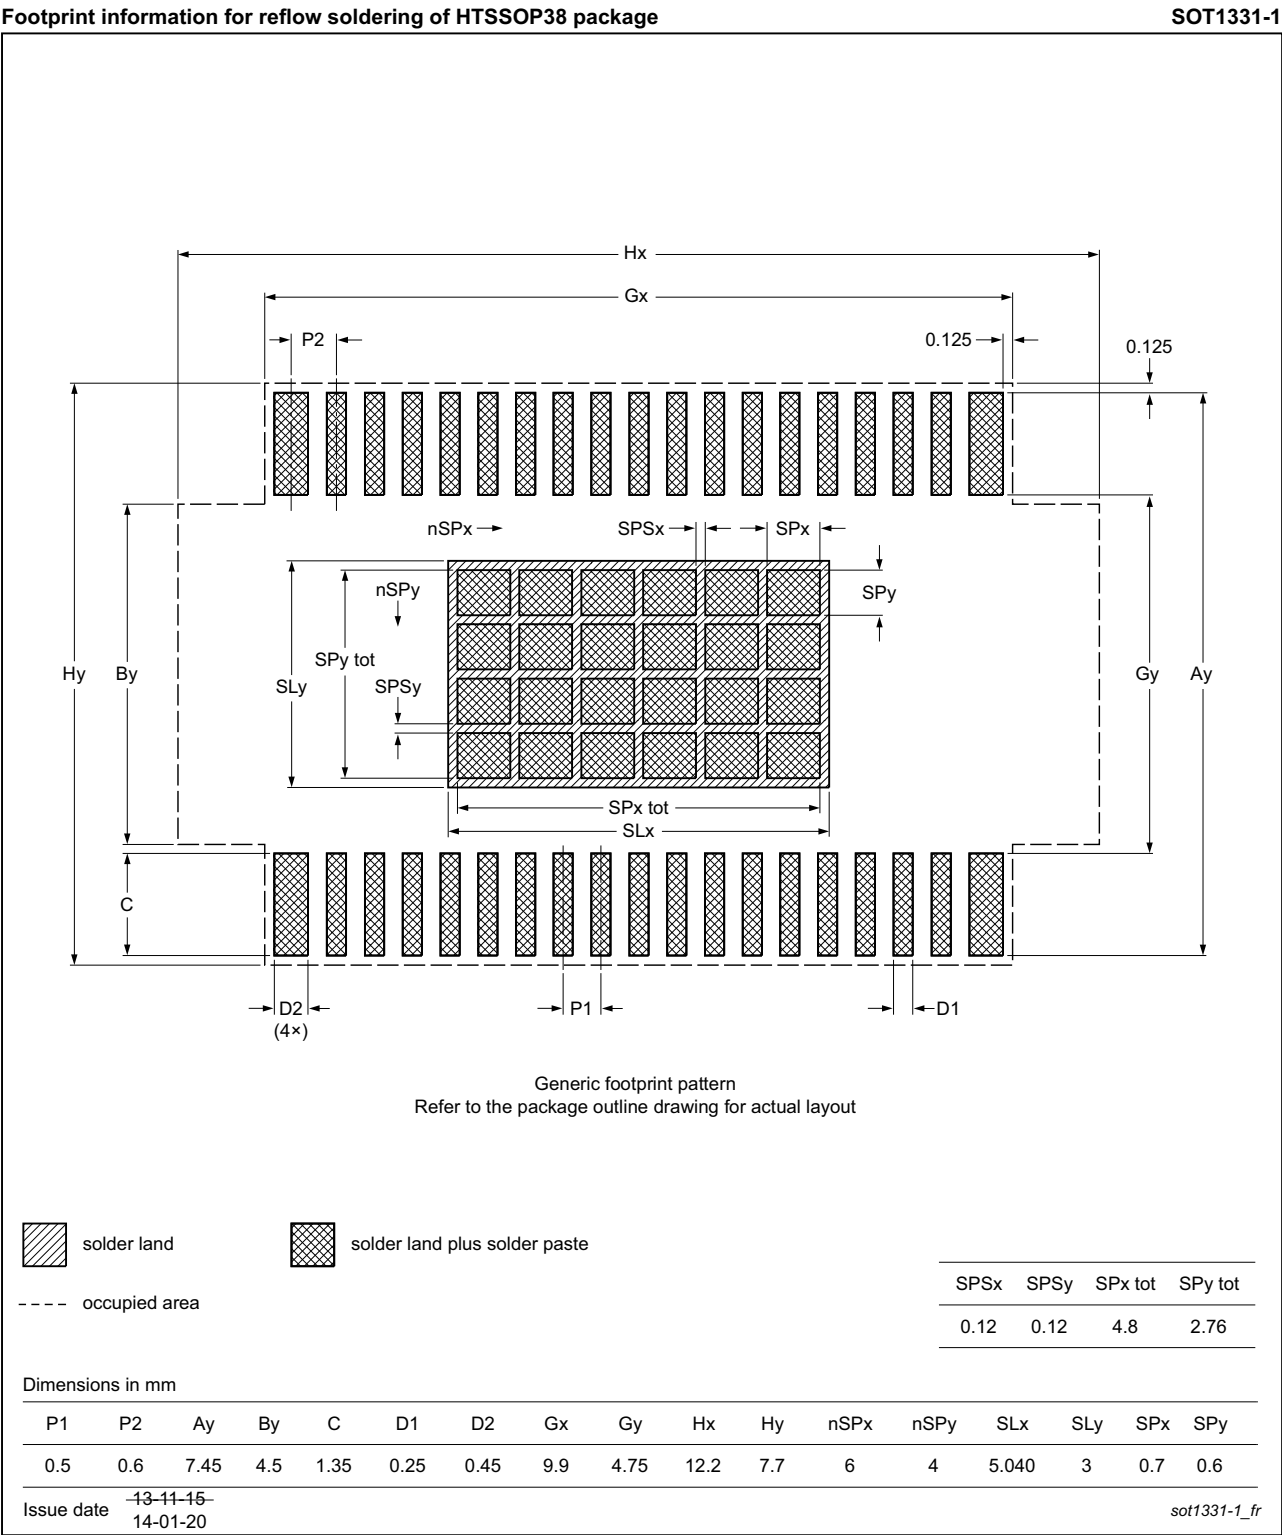 Footprint information for reflow soldering of HTSSOP38 package SOT1331-1
Hx
Gx
P2 0.125 0.125
nSPx SPSx SPx
nSPy SPy
SPy tot
Hy By SLy SPSy Gy Ay
SPx tot
SLx
C
D2 P1 D1
(4×)
Generic footprint pattern
Refer to the package outline drawing for actual layout
solder land solder land plus solder paste
occupied area
SPSx SPSy SPx tot SPy tot
0.12 0.12 4.8 2.76
Dimensions in mm
P1 P2 Ay By C D1 D2 Gx Gy Hx Hy nSPx nSPy SLx SLy SPx SPy
0.5 0.6 7.45 4.5 1.35 0.25 0.45 9.9 4.75 12.2 7.7 6 4 5.040 3 0.7 0.6
Issue date 13-11-15
14-01-20
sot1331-1_fr